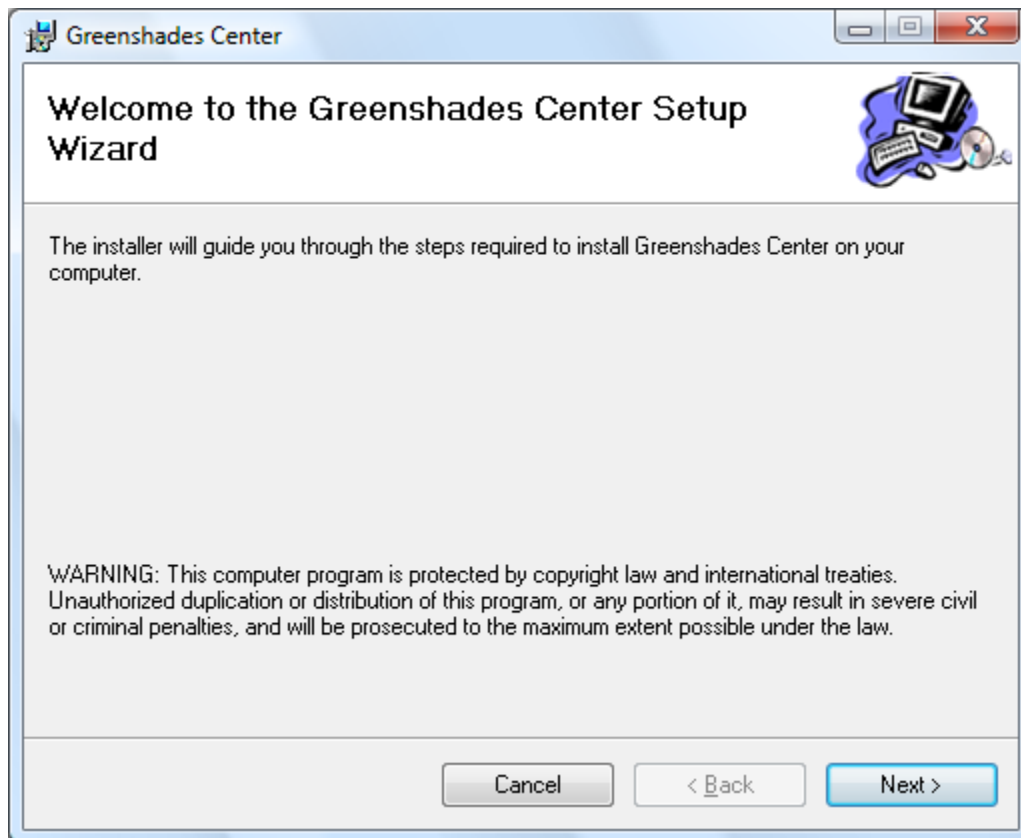 Greenshades Center
Welcome to the Greenshades Center Setup
Wizard
The installer will guide you through the steps required to install Greenshades Center on your
computer.
WARNING: This computer program is protected by copyright law and international treaties.
Unauthorized duplication or distribution of this program, or any portion of it, may result in severe civil
or criminal penalties, and will be prosecuted to the maximum extent possible under the law.
Cancel < Back Next >